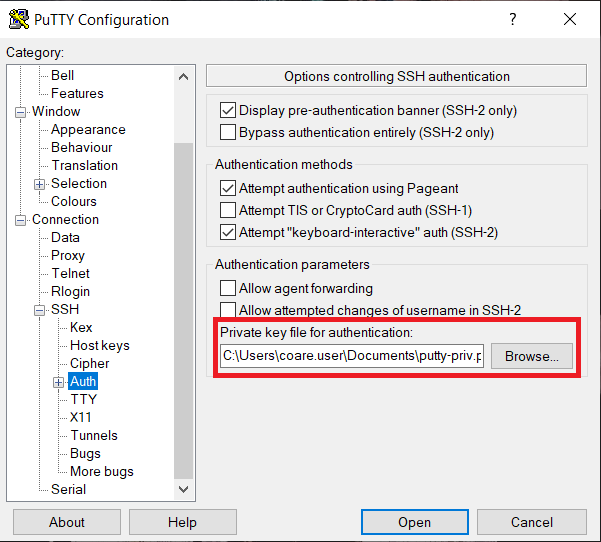 PuTTY Configuration
?
Category:
Bell
Features
Window
Appearance
Behaviour
Translation
Selection
Colours
Connection
Data
Proxy
Telnet
Rlogin
SSH
Kex
Host keys
Cipher
Auth
TTY
X11
Tunnels
Bugs
More bugs
Serial
Options controlling SSH authentication
Display pre-authentication banner (SSH-2 only)
Bypass authentication entirely (SSH-2 only)
Authentication methods
Attempt authentication using Pageant
Attempt TIS or CryptoCard auth (SSH-1)
Attempt "keyboard-interactive" auth (SSH-2)
Authentication parameters
Allow agent forwarding
Allow attempted changes of username in SSH-2
Private key file for authentication:
C:\Users\coare.user\Documents\putty-priv.p Browse...
About Help Open Cancel